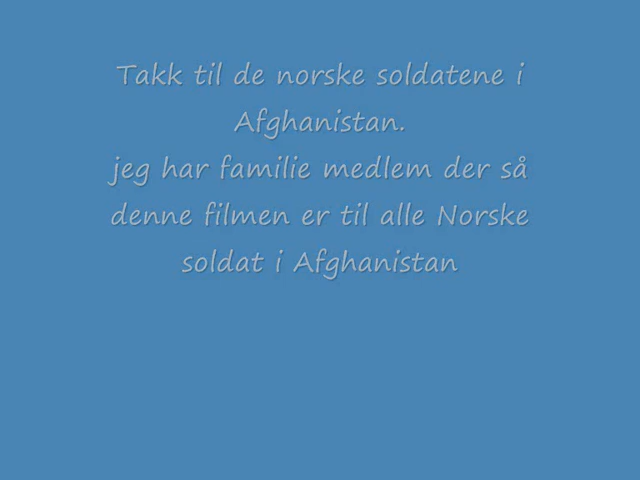 Takk til de norske soldatene i
Afghanistan.
jeg har familie medlem der så
denne filmen er til alle Norske
soldat i Afghanistan